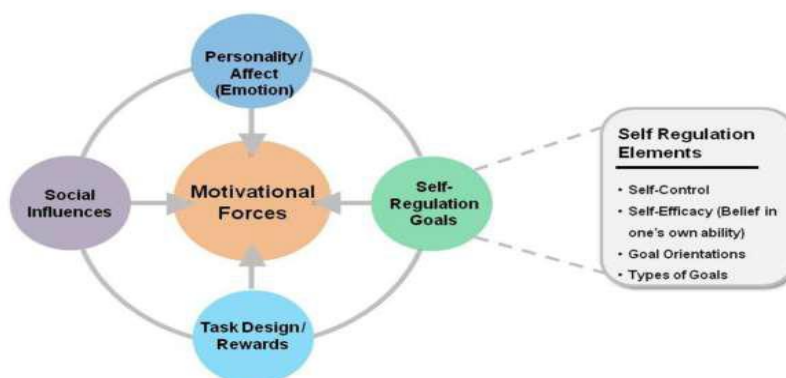 Personality/
Affect
(Emotion)
Social
Influences
Motivational
Forces
Self-
Regulation
Goals
Task Design/
Rewards
Self Regulation
Elements
• Self-Control
• Self-Efficacy (Belief in
one's own ability)
• Goal Orientations
• Types of Goals